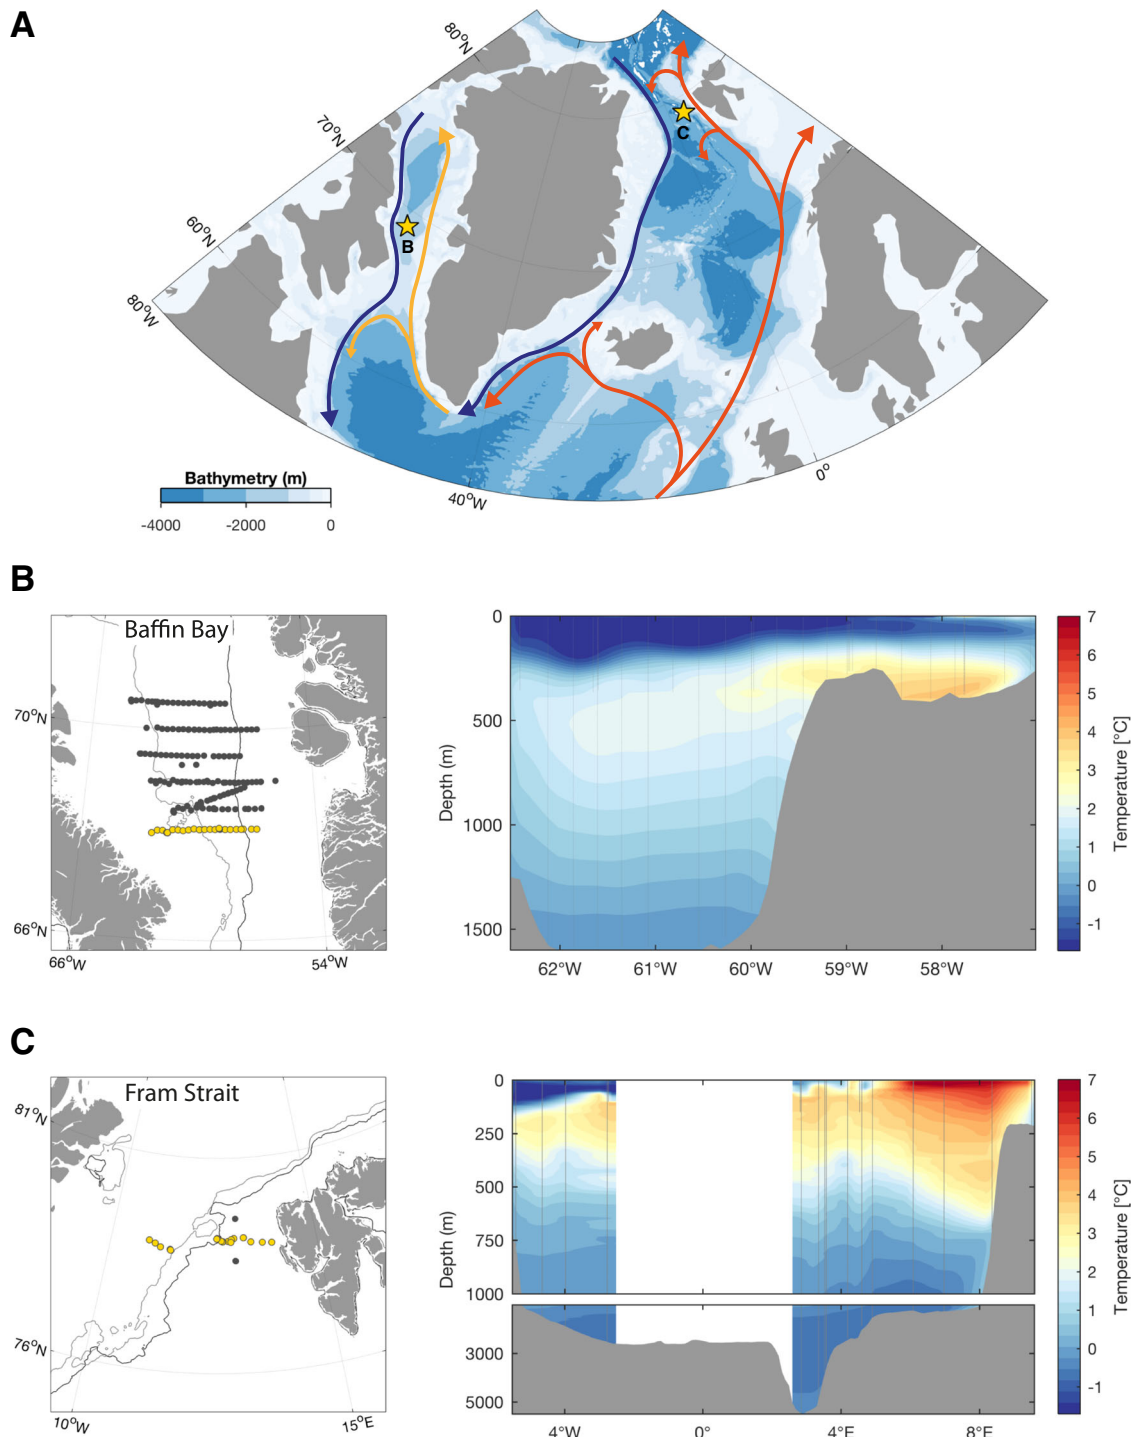 A
80°N
70°N
60°N
80°W
C
B
Bathymetry (m)
-4000
-2000
0
40°W
0°
B
Baffin Bay
70°N
66°N
66°W
54°W
0
500
1000
1500
Depth (m)
62°W
61°W
60°W
59°W
58°W
7
6
5
4
3
2
1
0
-1
Temperature [°C]
C
Fram Strait
81°N
76°N
10°W
15°E
0
250
500
750
1000
3000
5000
Depth (m)
4°W
0°
4°E
8°E
7
6
5
4
3
2
1
0
-1
Temperature [°C]